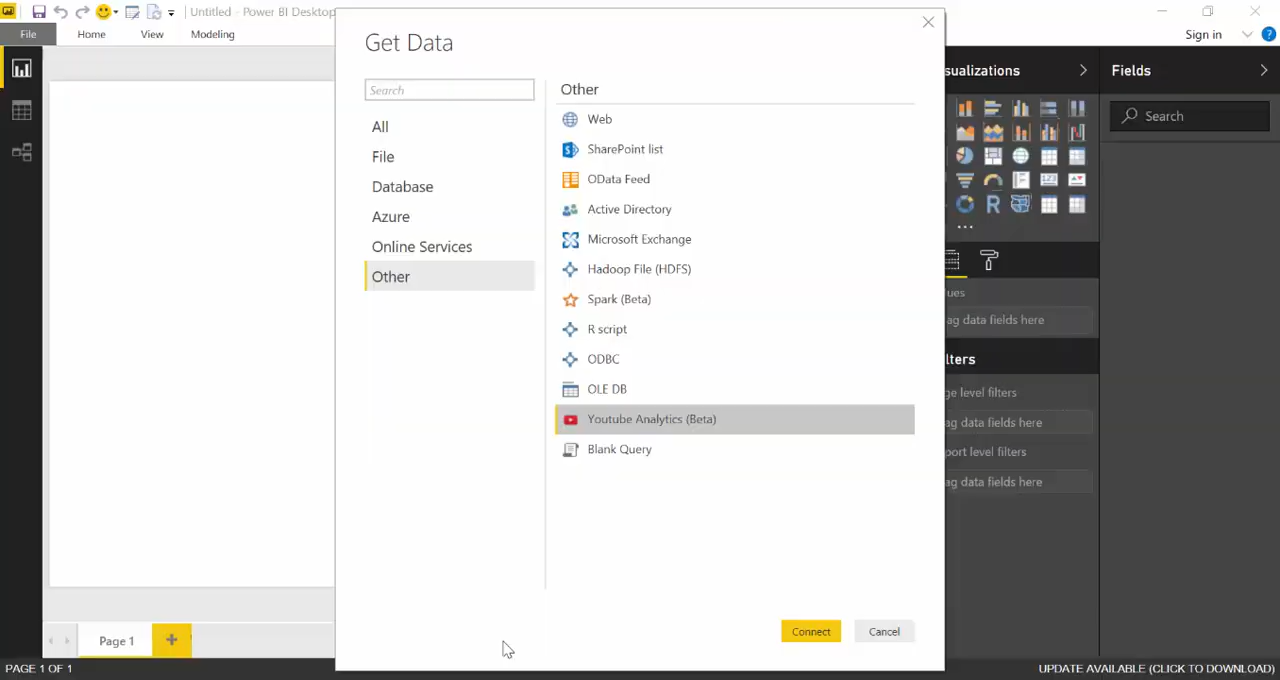 Untitled - Power BI Desktop
File
Home
View
Modeling
Sign in
?
Get Data
Search
All
File
Database
Azure
Online Services
Other
Other
Web
SharePoint list
OData Feed
Active Directory
Microsoft Exchange
Hadoop File (HDFS)
Spark (Beta)
R script
ODBC
OLE DB
Youtube Analytics (Beta)
Blank Query
Connect
Cancel
sualizations
Fields
Search
R
ues
ag data fields here
lters
ge level filters
ag data fields here
port level filters
ag data fields here
Page 1
+
PAGE 1 OF 1
UPDATE AVAILABLE (CLICK TO DOWNLOAD)